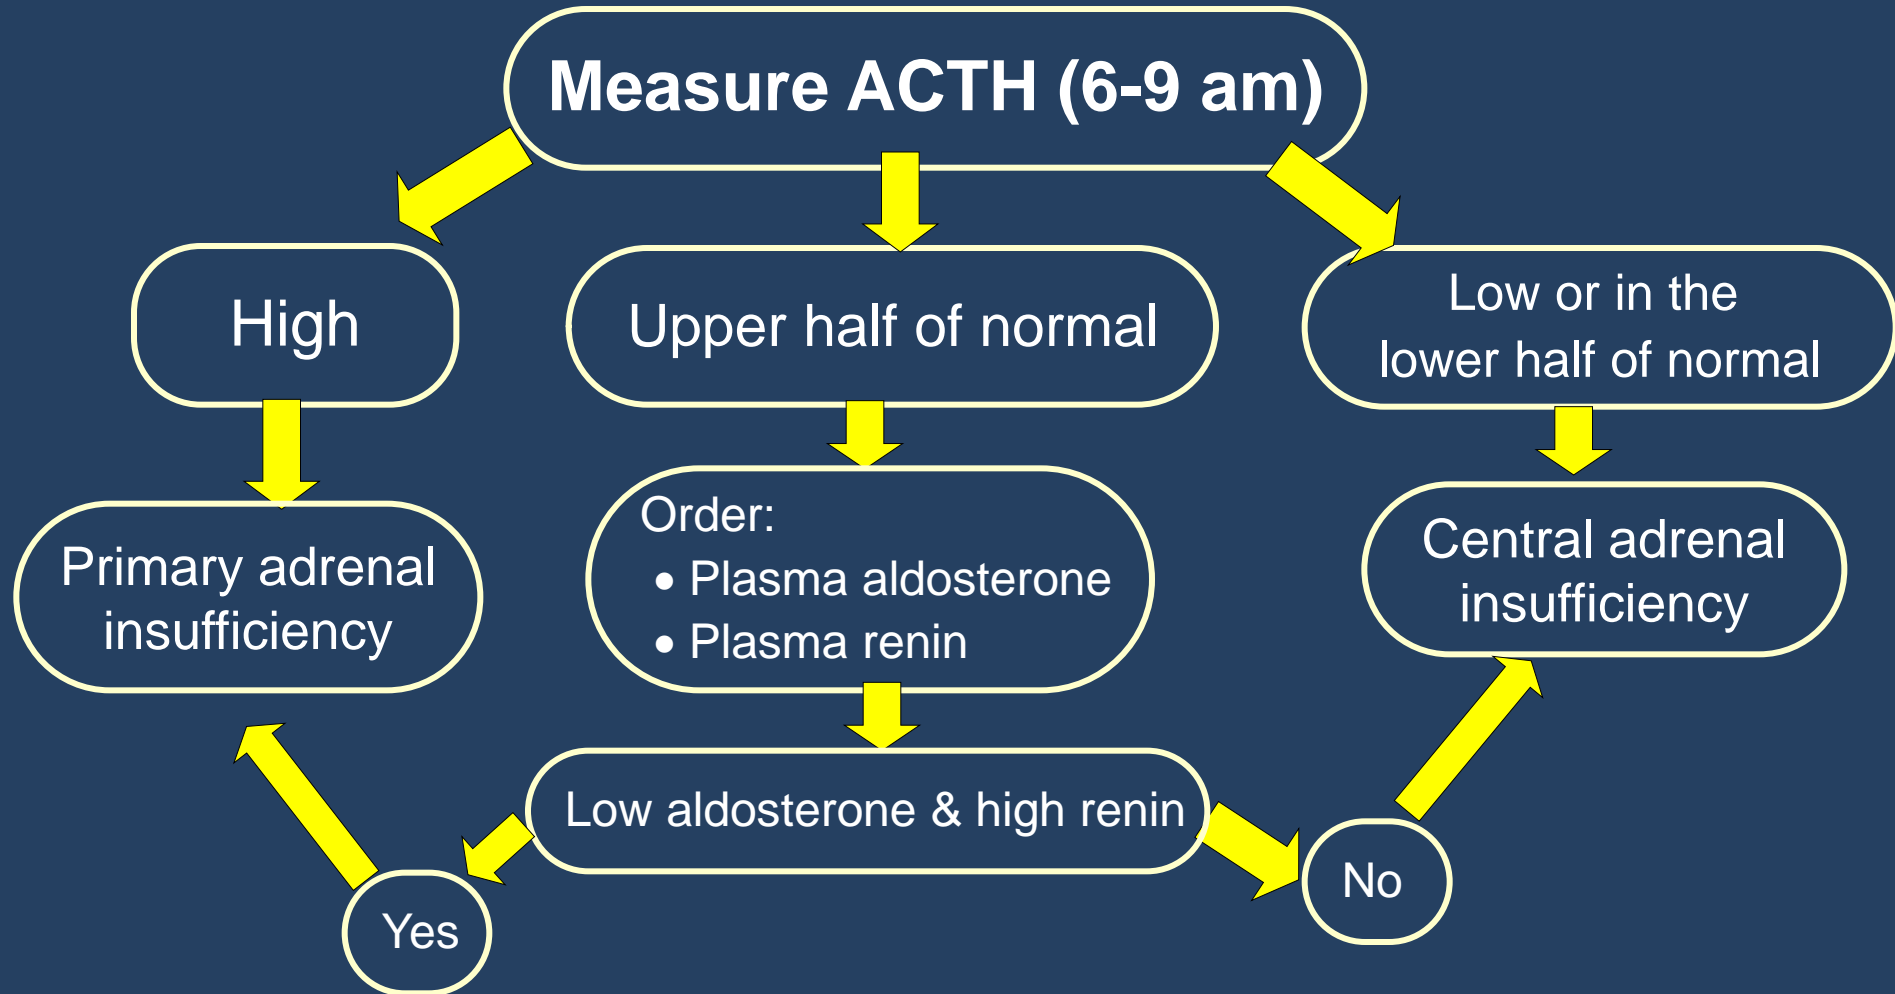 Measure ACTH (6-9 am)
High
Upper half of normal
Low or in the
lower half of normal
Primary adrenal
insufficiency
Order:
● Plasma aldosterone
● Plasma renin
Central adrenal
insufficiency
Low aldosterone & high renin
Yes
No